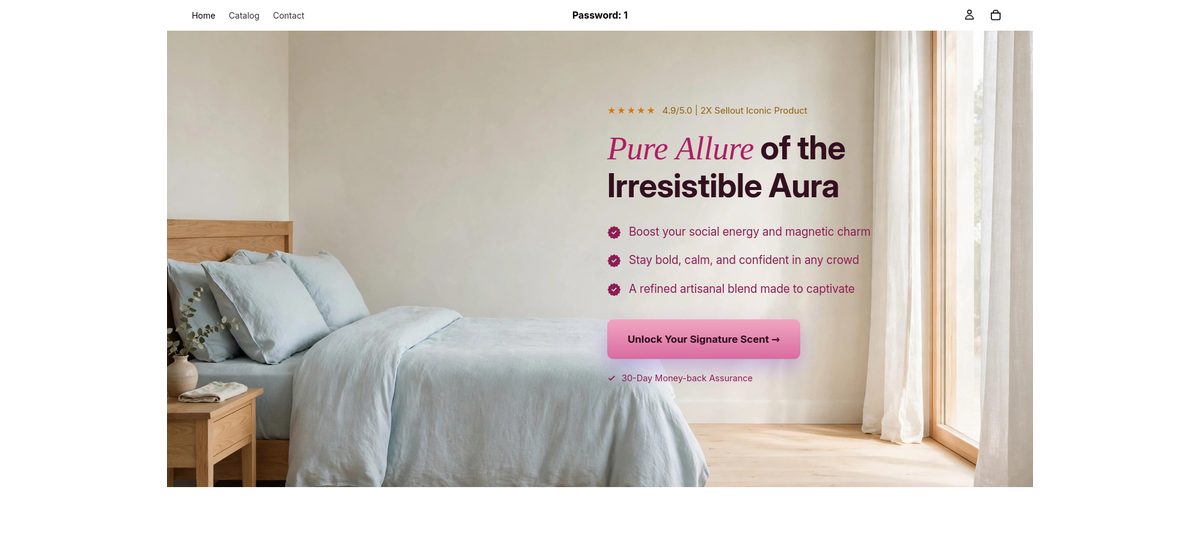 Home Catalog Contact
Password: 1
★★★★★ 4.9/5.0 | 2X Sellout Iconic Product
Pure Allure of the
Irresistible Aura
Boost your social energy and magnetic charm
Stay bold, calm, and confident in any crowd
A refined artisanal blend made to captivate
Unlock Your Signature Scent →
30-Day Money-back Assurance